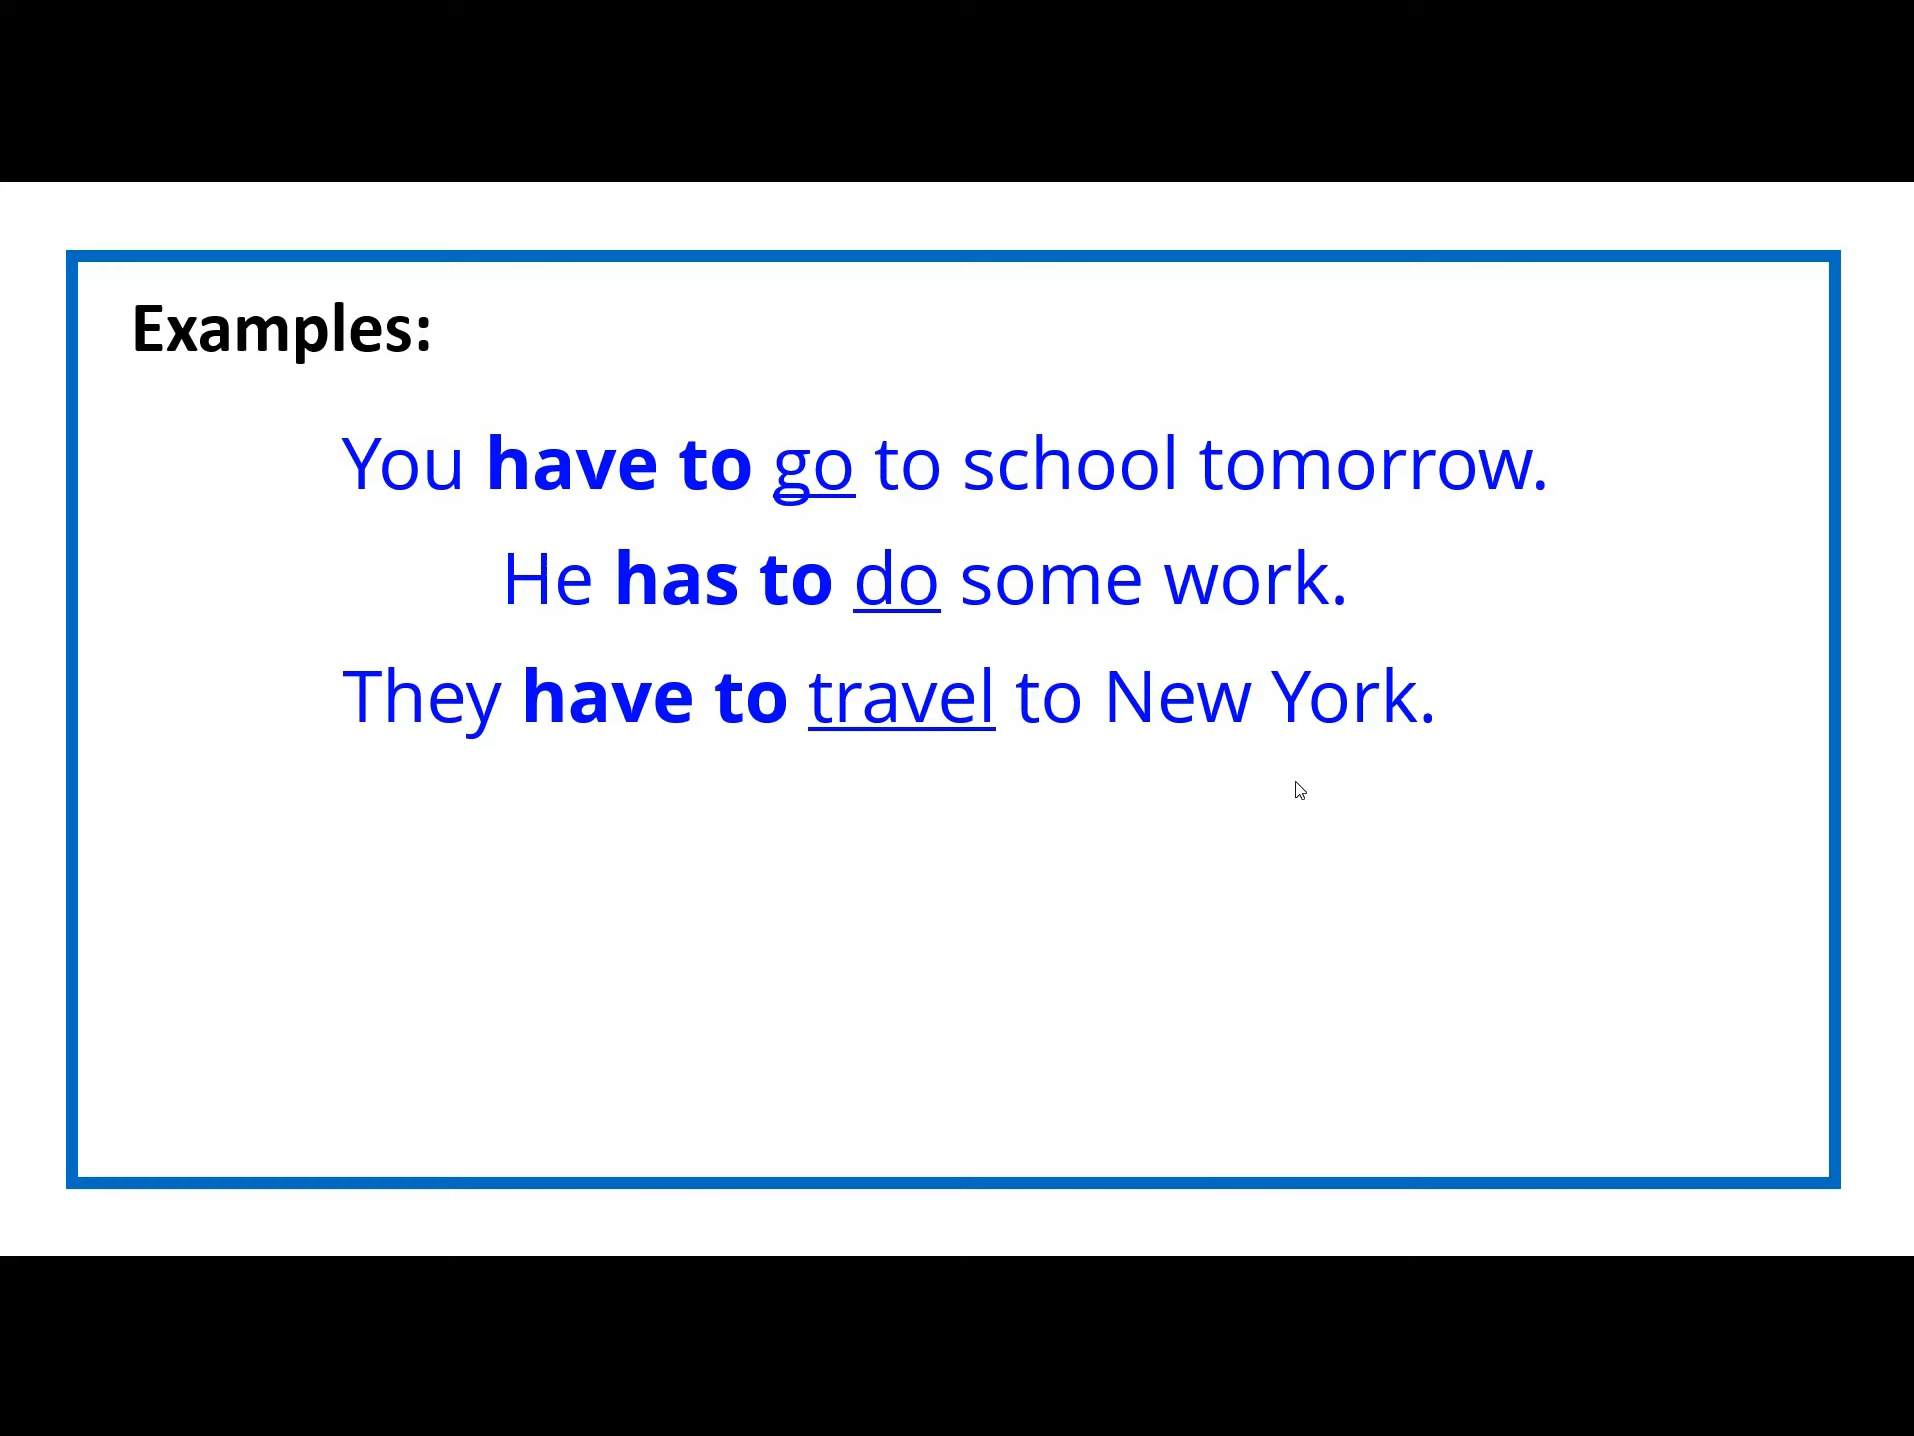 Examples:
You have to go to school tomorrow.
He has to do some work.
They have to travel to New York.